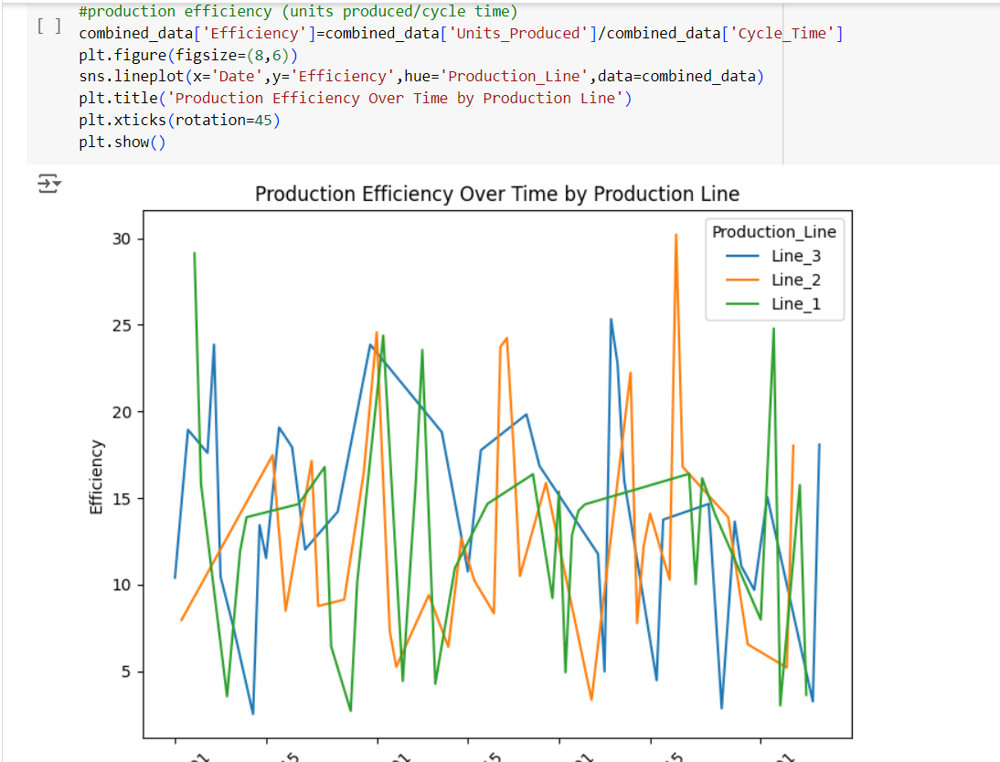 #production efficiency (units produced/cycle time)
[ ]
combined_data['Efficiency']=combined_data['Units_Produced']/combined_data['Cycle_Time']
plt.figure(figsize=(8,6))
sns.lineplot(x='Date',y='Efficiency',hue='Production_Line',data=combined_data)
plt.title('Production Efficiency Over Time by Production Line')
plt.xticks(rotation=45)
plt.show()
Production Efficiency Over Time by Production Line
Production_Line
Line_3
Line_2
Line_1
30
25
20
15
10
5
Efficiency